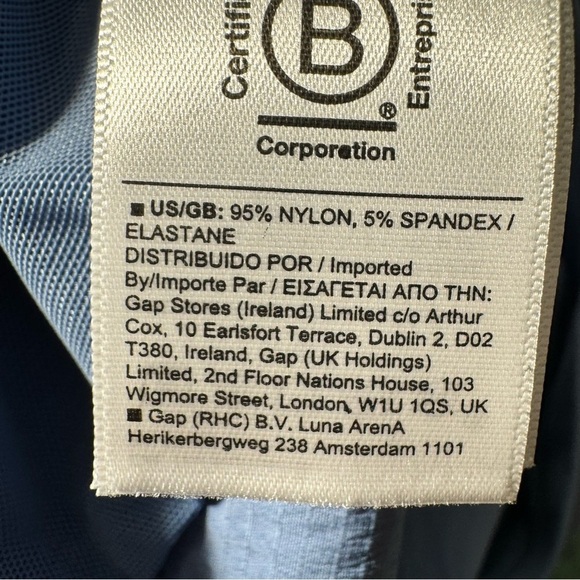 Certifi
B
Entrepri
®
Corporation
■ US/GB: 95% NYLON, 5% SPANDEX /
ELASTANE
DISTRIBUIDO POR / Imported
By/Importe Par / ΕΙΣΑΓΕΤΑΙ ΑΠΟ ΤΗΝ:
Gap Stores (Ireland) Limited c/o Arthur
Cox, 10 Earlsfort Terrace, Dublin 2, D02
T380, Ireland, Gap (UK Holdings)
Limited, 2nd Floor Nations House, 103
Wigmore Street, London, W1U 1QS, UK
■ Gap (RHC) B.V. Luna ArenA
Herikerbergweg 238 Amsterdam 1101